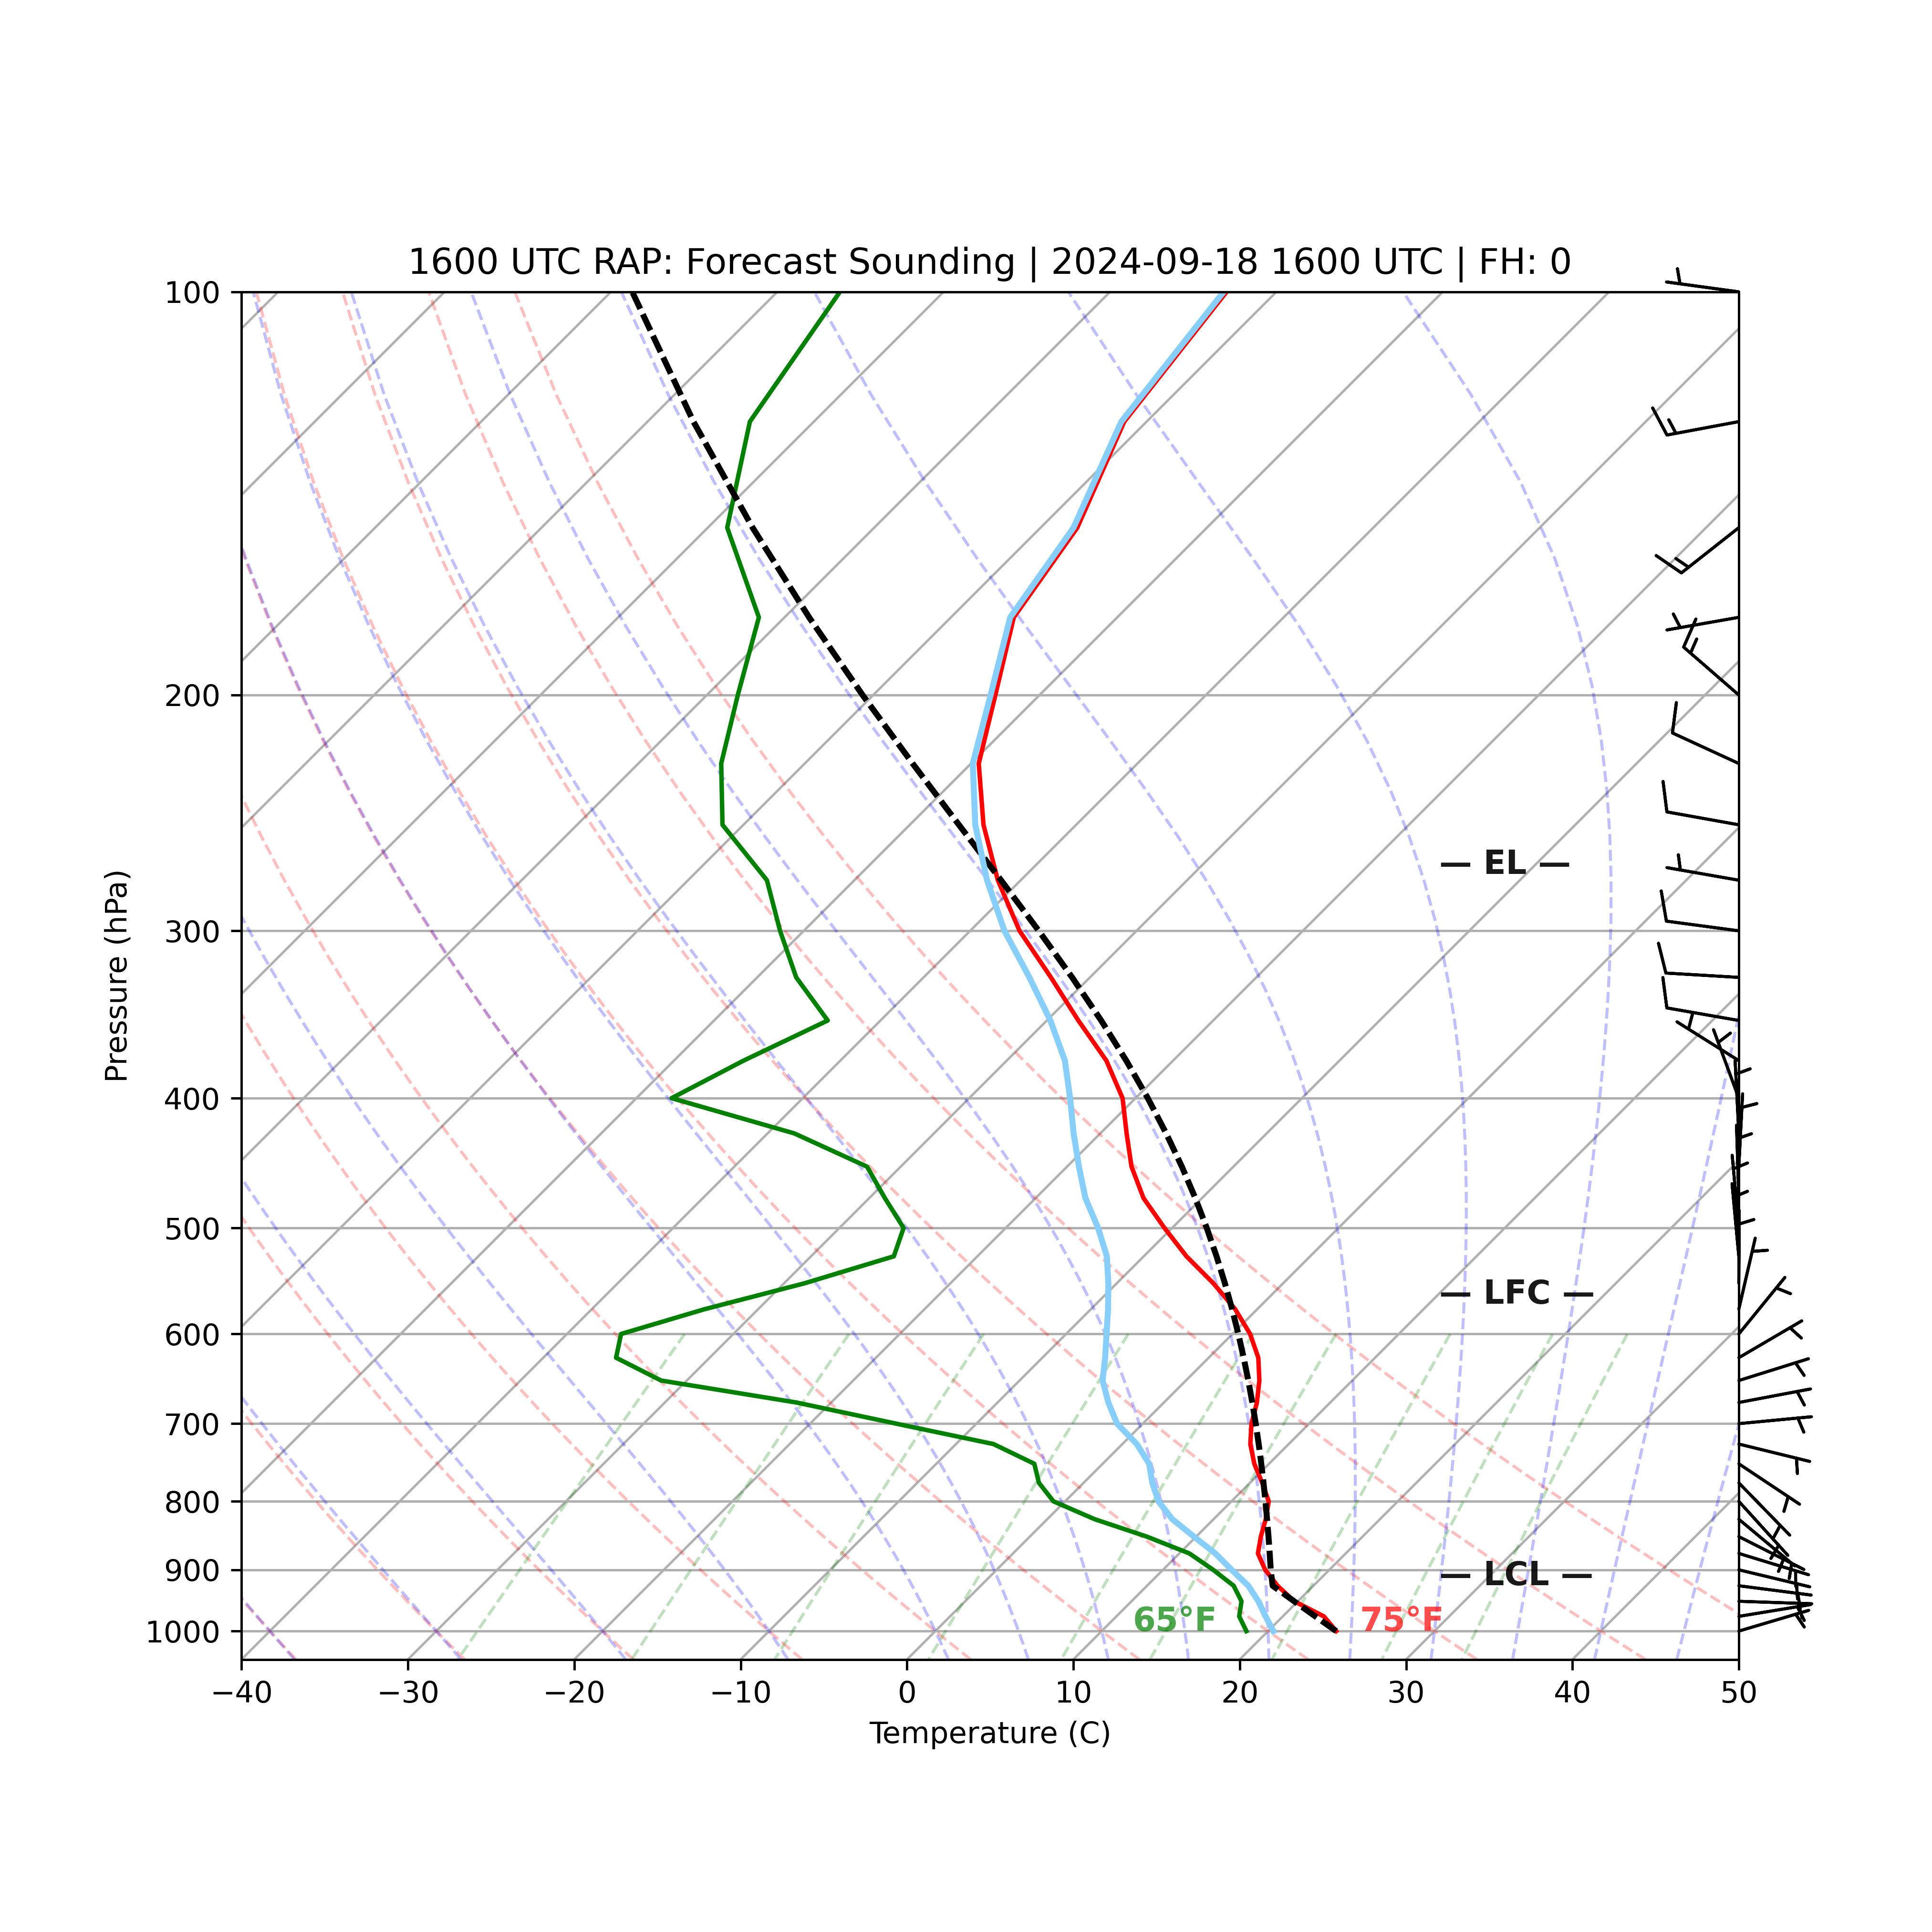 1600 UTC RAP: Forecast Sounding | 2024-09-18 1600 UTC | FH: 0
100
200
300
400
500
600
700
800
900
1000
Pressure (hPa)
— EL —
— LFC —
— LCL —
65°F
75°F
−40
−30
−20
−10
0
10
20
30
40
50
Temperature (C)